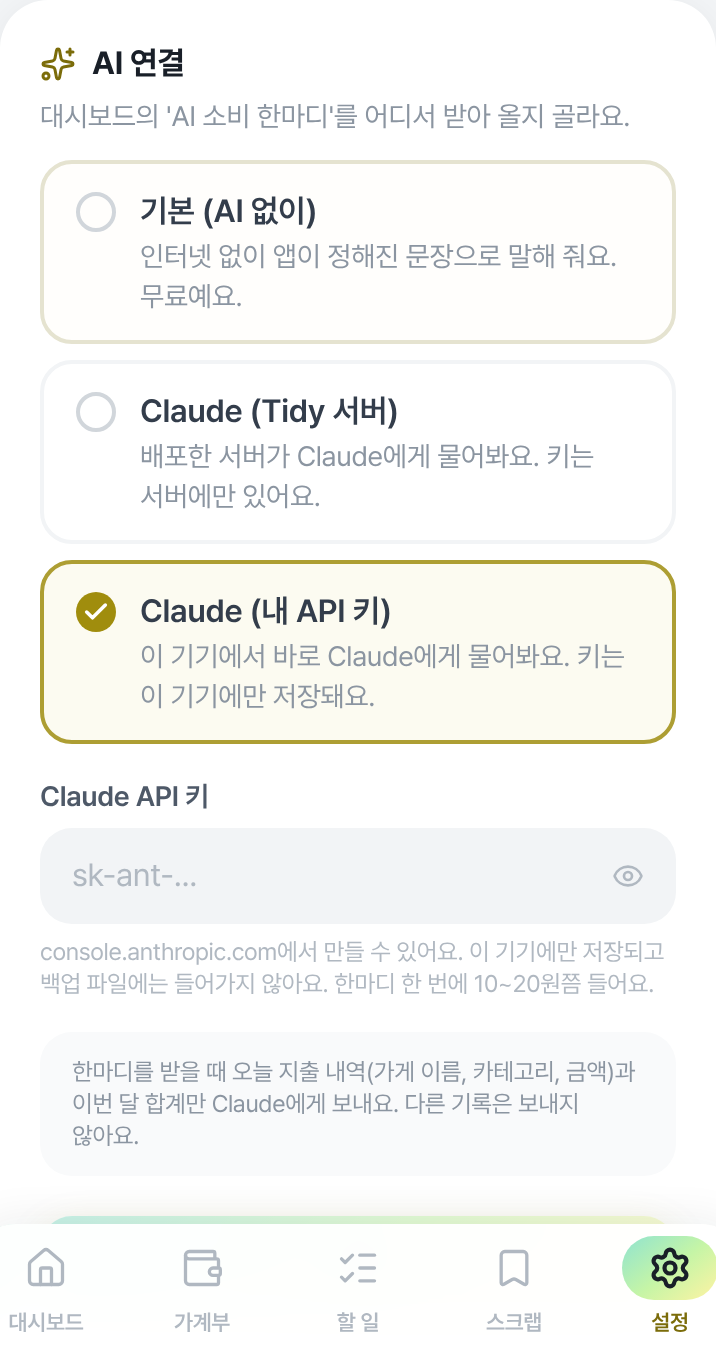 AI 연결
대시보드의 'AI 소비 한마디'를 어디서 받아 올지 골라요.
기본 (AI 없이)
인터넷 없이 앱이 정해진 문장으로 말해 줘요.
무료예요.
Claude (Tidy 서버)
배포한 서버가 Claude에게 물어봐요. 키는
서버에만 있어요.
Claude (내 API 키)
이 기기에서 바로 Claude에게 물어봐요. 키는
이 기기에만 저장돼요.
Claude API 키
sk-ant-...
console.anthropic.com에서 만들 수 있어요. 이 기기에만 저장되고
백업 파일에는 들어가지 않아요. 한마디 한 번에 10~20원쯤 들어요.
한마디를 받을 때 오늘 지출 내역(가게 이름, 카테고리, 금액)과
이번 달 합계만 Claude에게 보내요. 다른 기록은 보내지
않아요.
대시보드 가계부 할 일 스크랩 설정